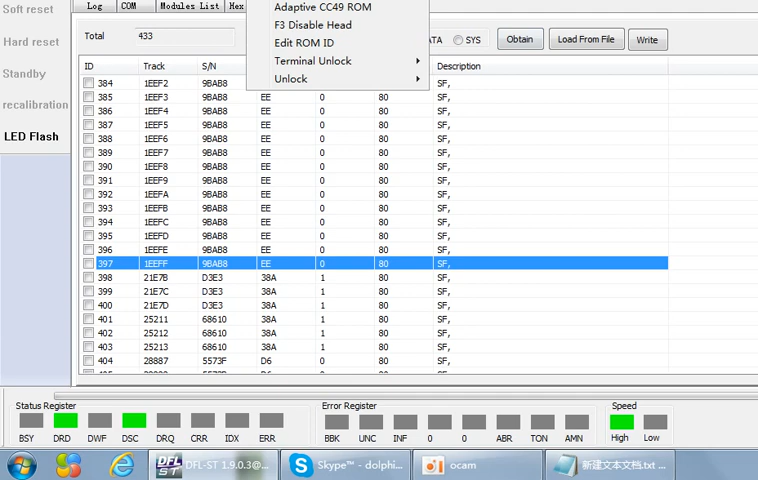 Soft reset
Hard reset
Standby
recalibration
LED Flash
Log COM Modules List Hex
Adaptive CC49 ROM
F3 Disable Head
Edit ROM ID
Terminal Unlock
Unlock
Total 433 ATA SYS Obtain Load From File Write
ID Track S/N Description
384 1EEF2 9BAB8 SF,
385 1EEF3 9BAB8 EE 0 80 SF,
386 1EEF4 9BAB8 EE 0 80 SF,
387 1EEF5 9BAB8 EE 0 80 SF,
388 1EEF6 9BAB8 EE 0 80 SF,
389 1EEF7 9BAB8 EE 0 80 SF,
390 1EEF8 9BAB8 EE 0 80 SF,
391 1EEF9 9BAB8 EE 0 80 SF,
392 1EEFA 9BAB8 EE 0 80 SF,
393 1EEFB 9BAB8 EE 0 80 SF,
394 1EEFC 9BAB8 EE 0 80 SF,
395 1EEFD 9BAB8 EE 0 80 SF,
396 1EEFE 9BAB8 EE 0 80 SF,
397 1EEFF 9BAB8 EE 0 80 SF,
398 21E7B D3E3 38A 1 80 SF,
399 21E7C D3E3 38A 1 80 SF,
400 21E7D D3E3 38A 1 80 SF,
401 25211 68610 38A 1 80 SF,
402 25212 68610 38A 1 80 SF,
403 25213 68610 38A 1 80 SF,
404 28887 5573F D6 0 80 SF,
Status Register
BSY DRD DWF DSC DRQ CRR IDX ERR
Error Register
BBK UNC INF 0 0 ABR TON AMN
Speed
High Low
DFL-ST 1.9.0.3@... Skype™ - dolphi... ocam 新建文本文档.txt ...